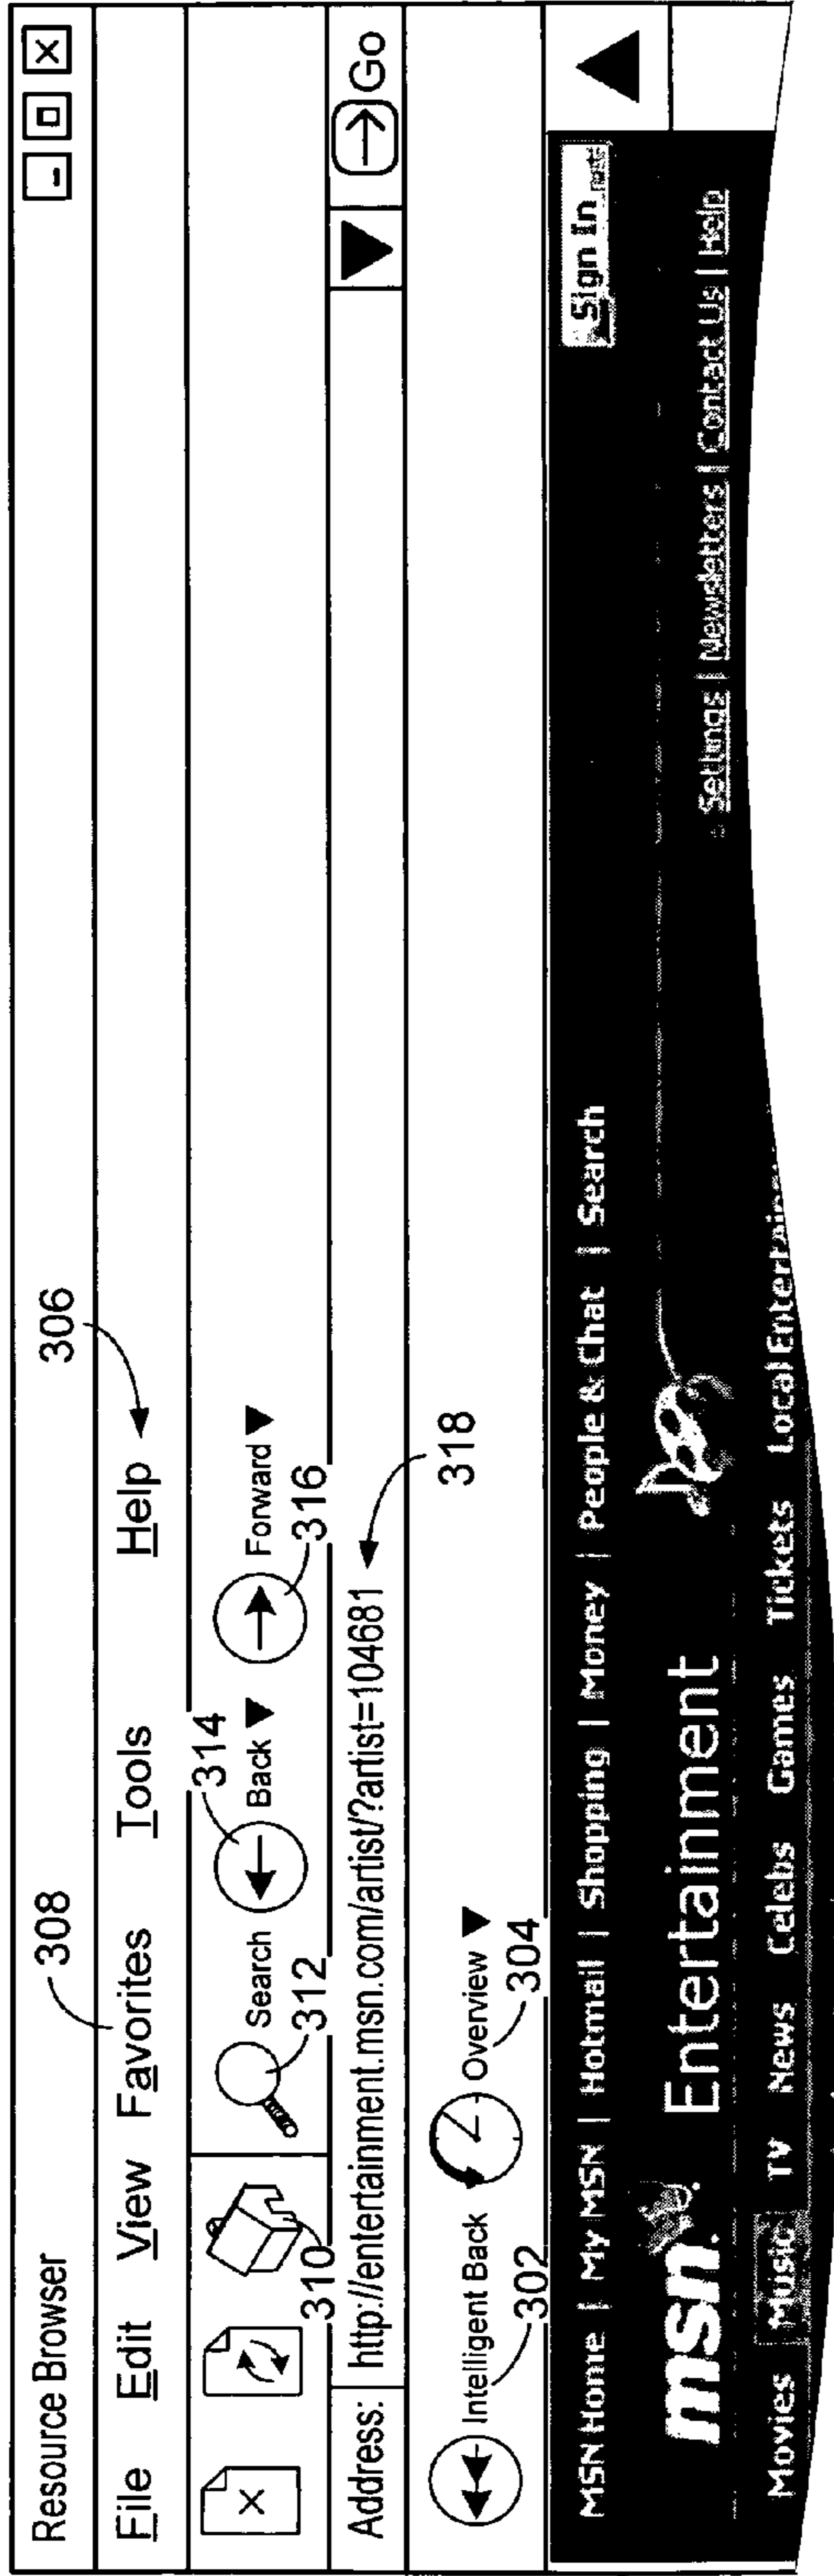 Resource Browser
306
308
File Edit View Favorites Tools Help
314
Search Back Forward
310 312 316
Address: http://entertainment.msn.com/artist/?artist=104681 Go
318
Intelligent Back Overview
302 304
MSN Home | My MSN | Hotmail | Shopping | Money | People & Chat | Search
Sign In
msn Entertainment
Settings | Newsletters | Contact Us | Help
Movies Music TV News Celebs Games Tickets Local